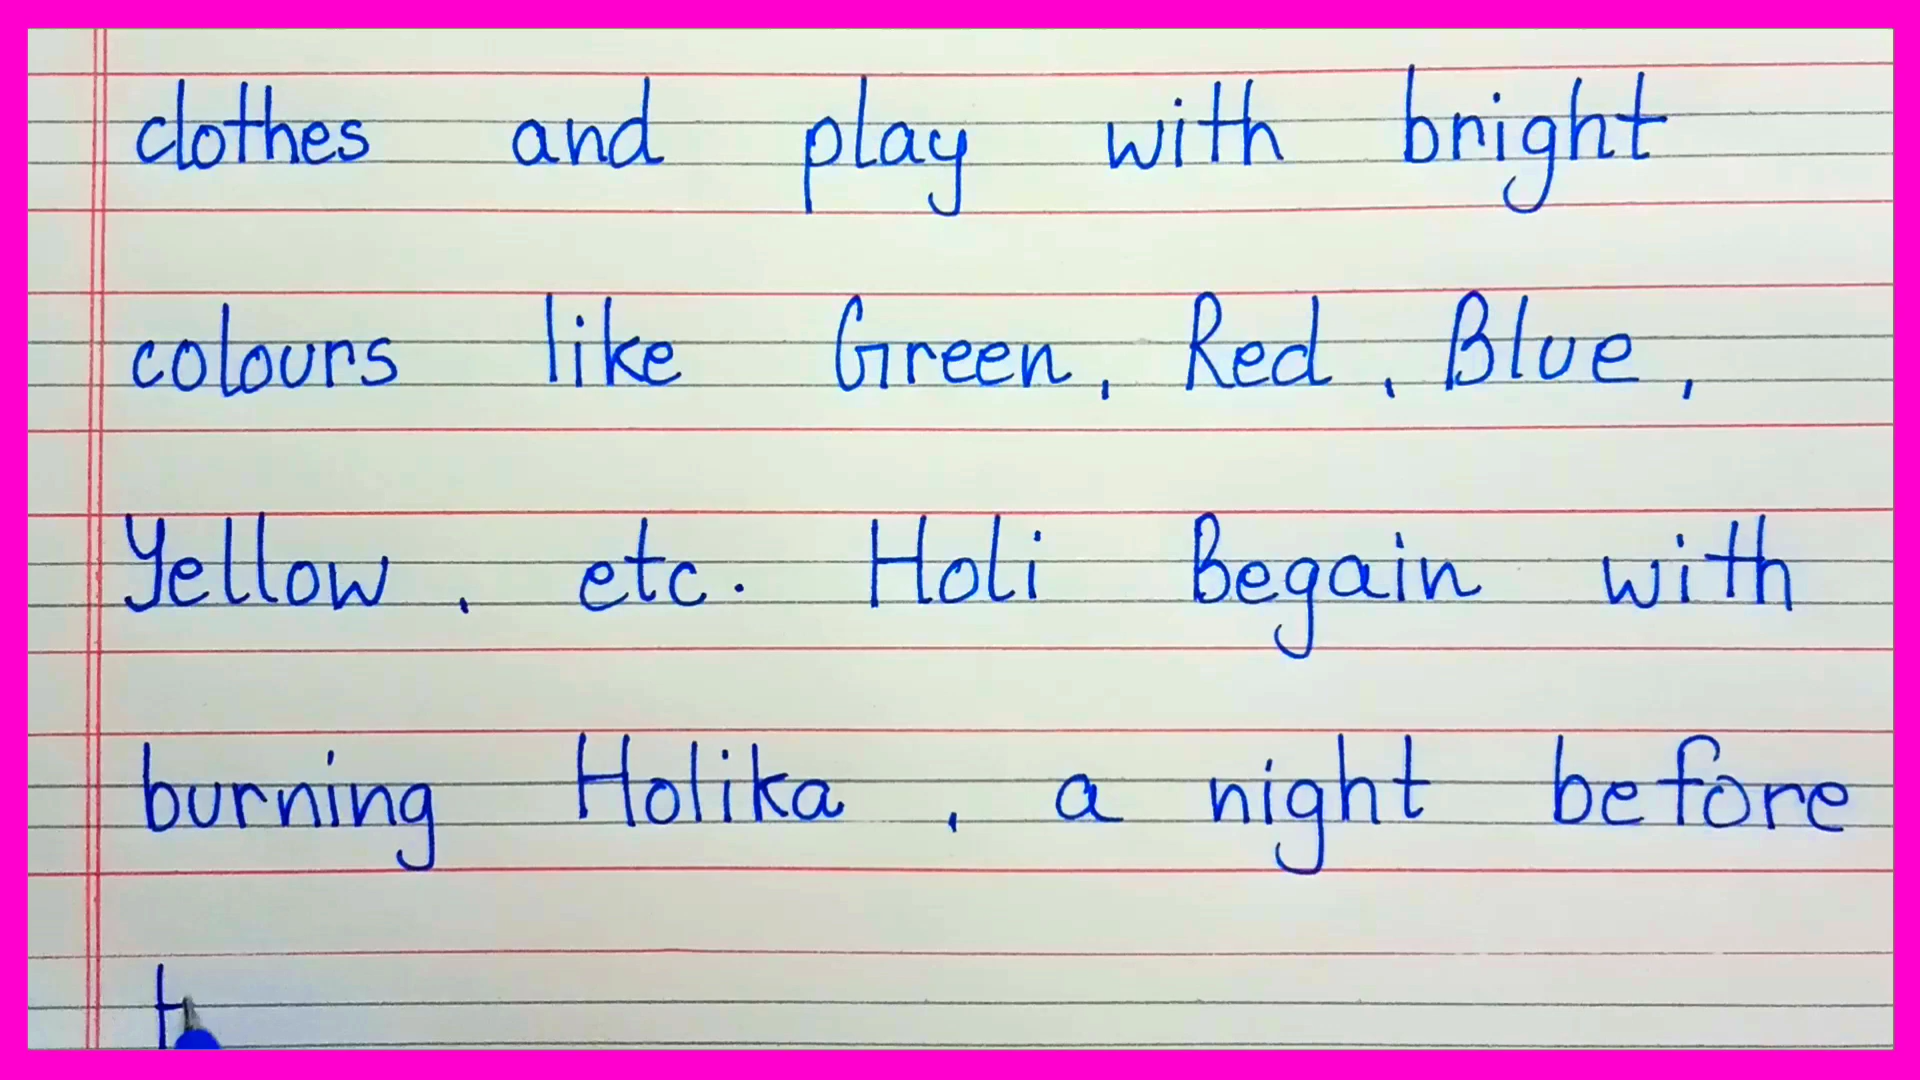 clothes and play with bright
colours like Green, Red, Blue,
Yellow, etc. Holi Begain with
burning Holika, a night before